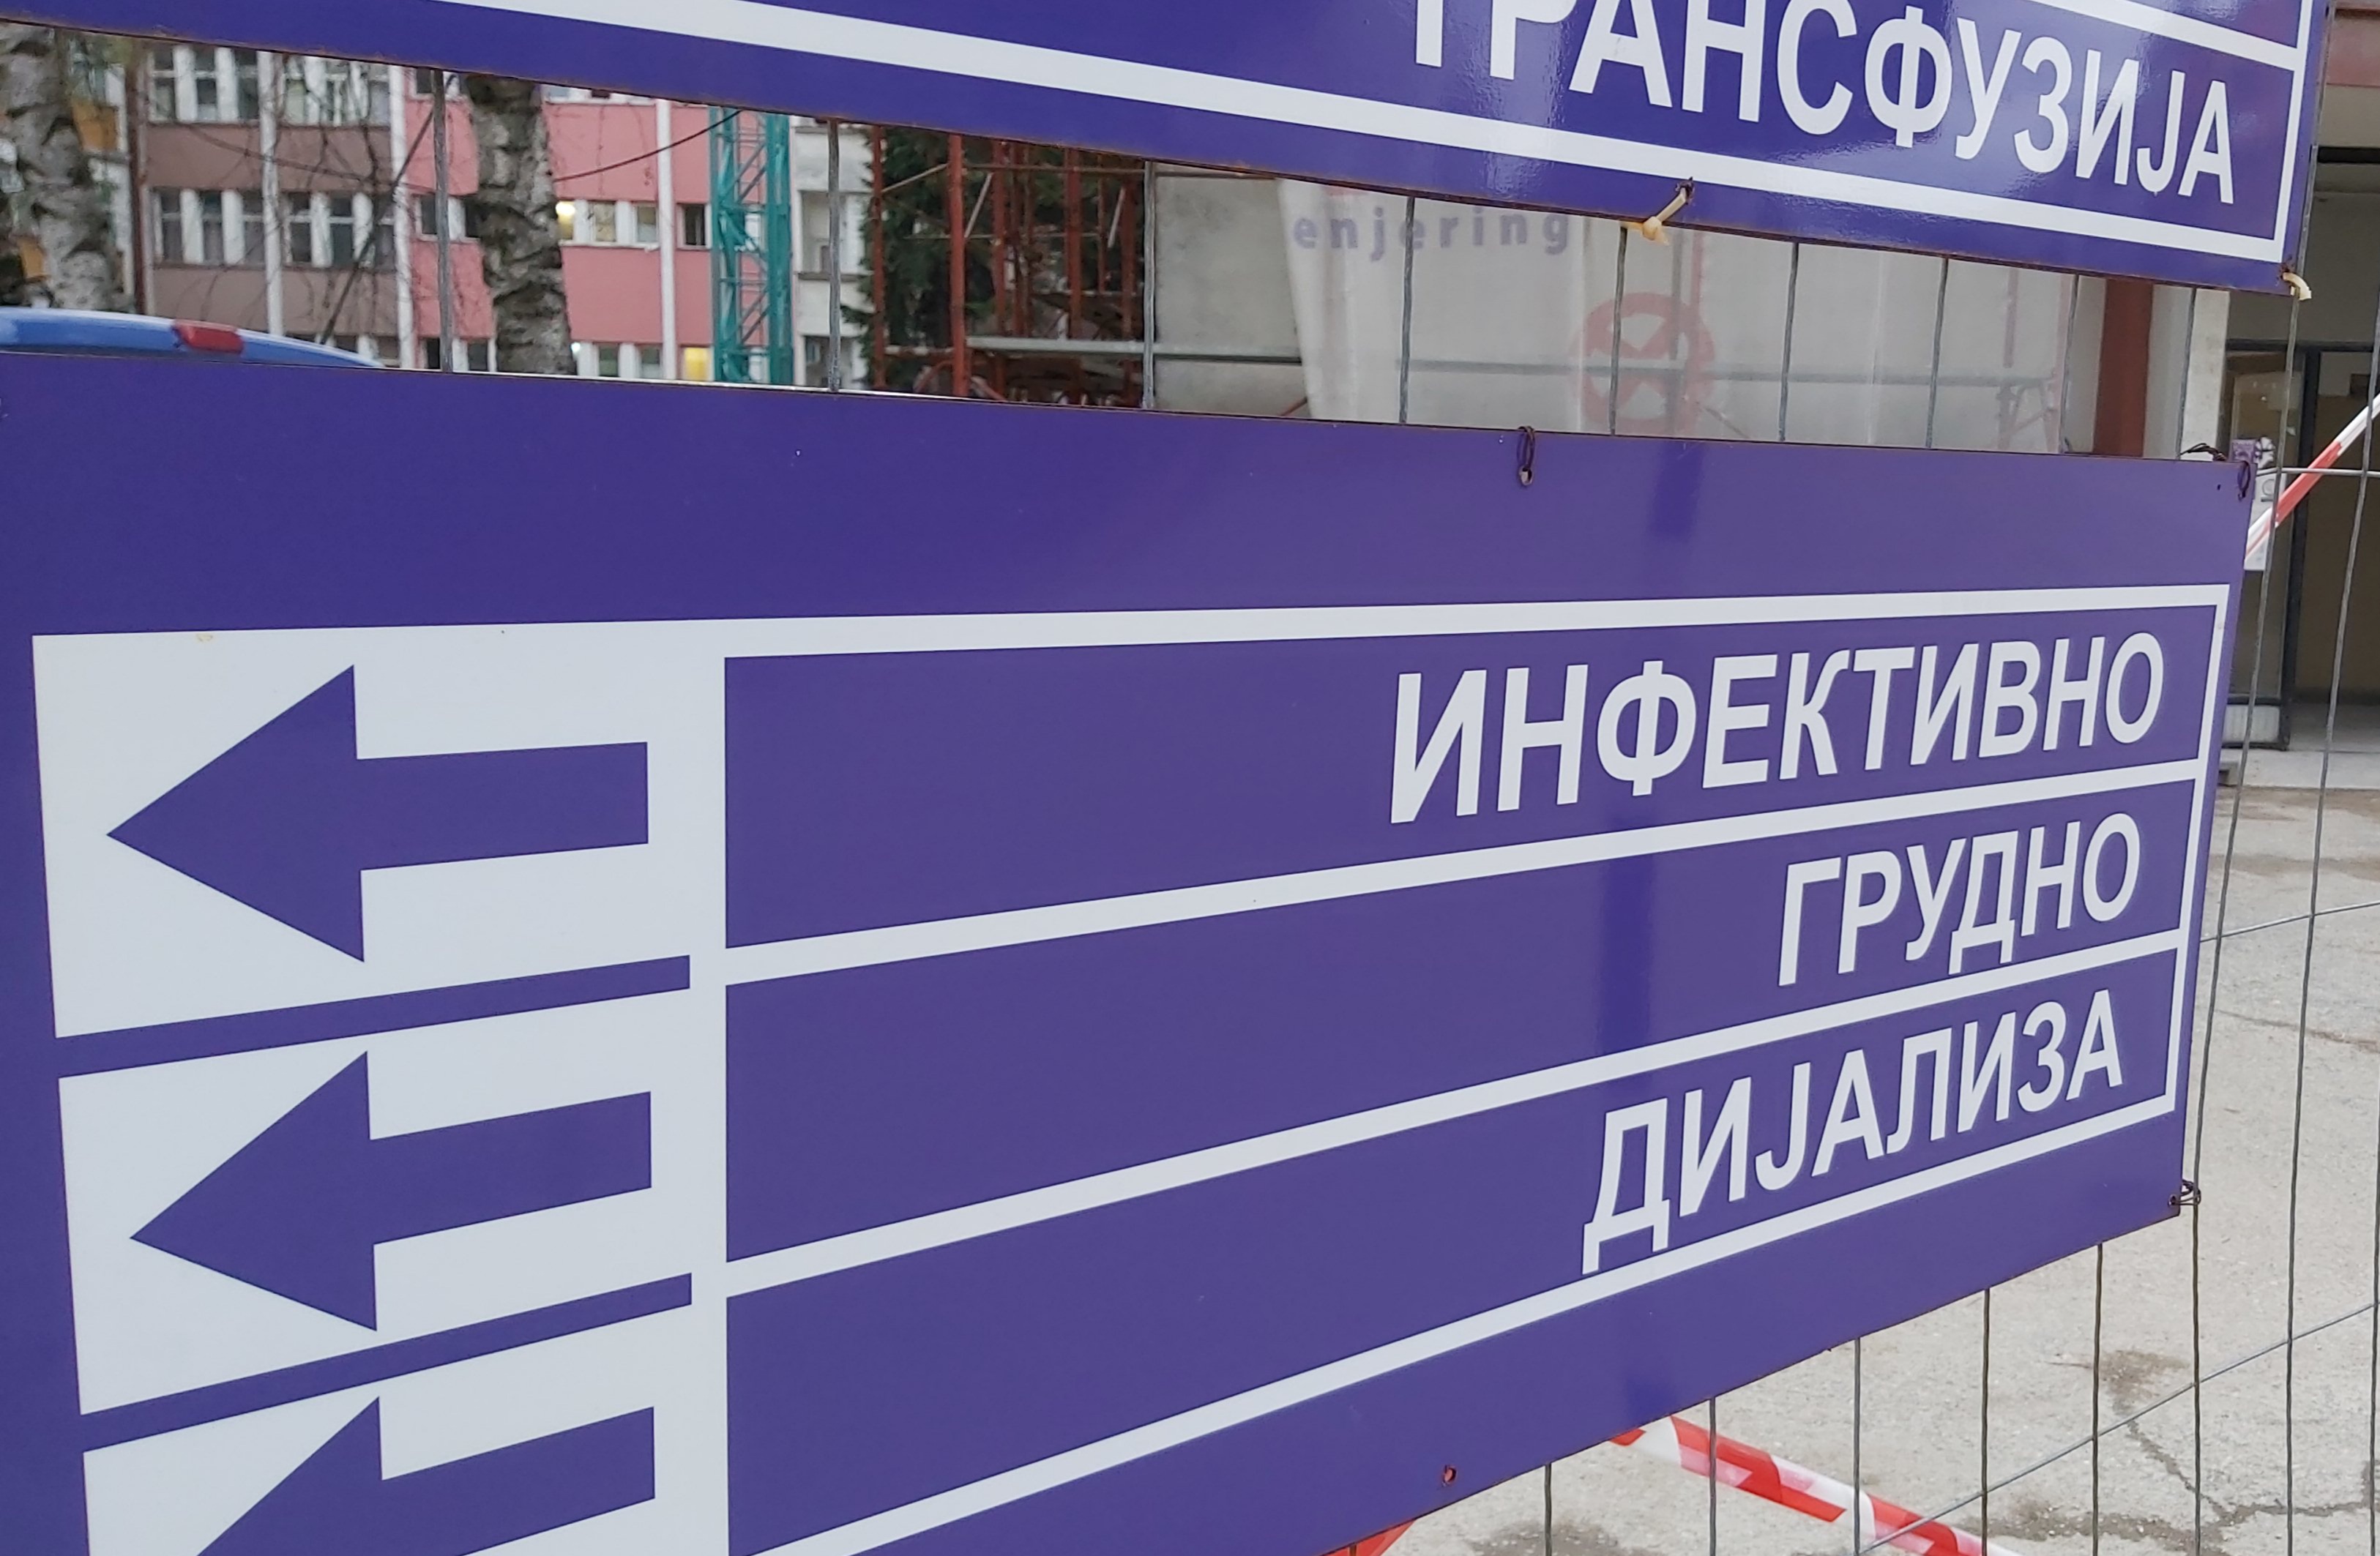 ТРАНСФУЗИЈА
enjering
ИНФЕКТИВНО
ГРУДНО
ДИЈАЛИЗА